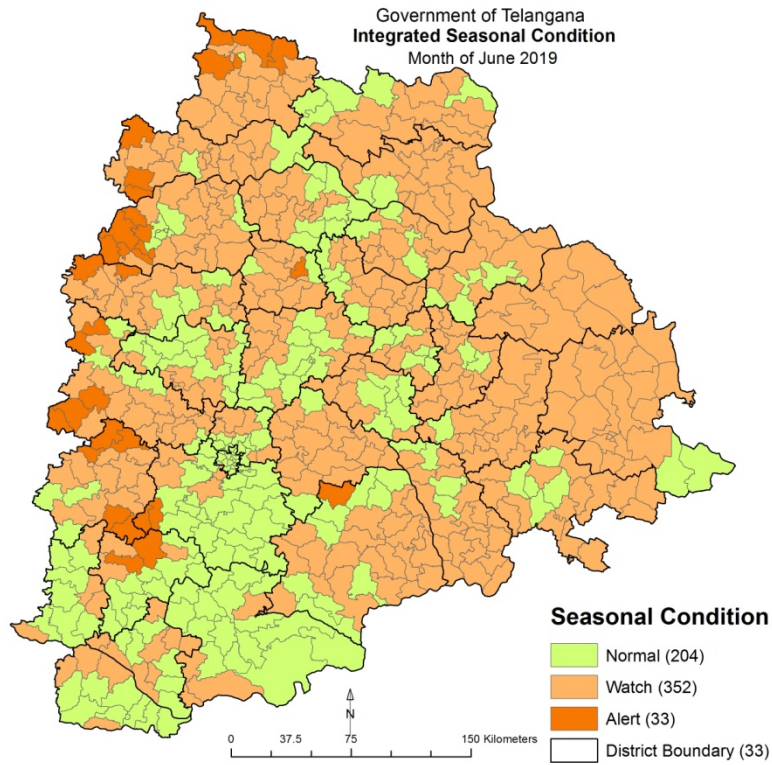 Government of Telangana
Integrated Seasonal Condition
Month of June 2019
Seasonal Condition
Normal (204)
Watch (352)
Alert (33)
District Boundary (33)
N
0 37.5 75 150 Kilometers